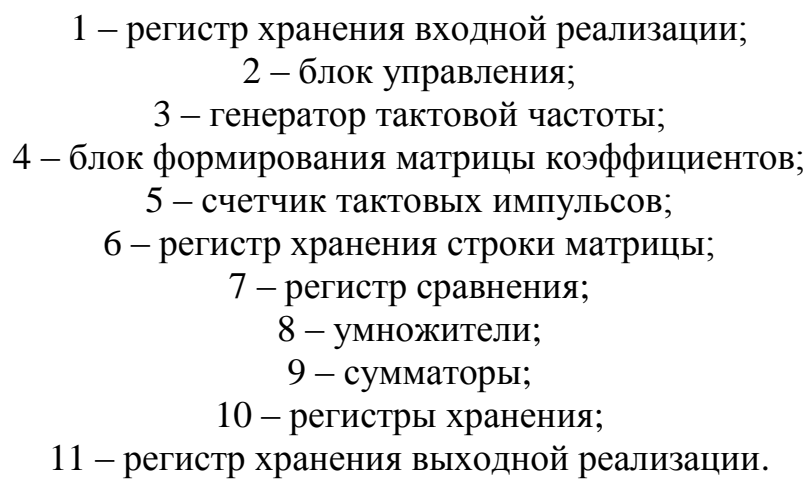 1 – регистр хранения входной реализации;
2 – блок управления;
3 – генератор тактовой частоты;
4 – блок формирования матрицы коэффициентов;
5 – счетчик тактовых импульсов;
6 – регистр хранения строки матрицы;
7 – регистр сравнения;
8 – умножители;
9 – сумматоры;
10 – регистры хранения;
11 – регистр хранения выходной реализации.